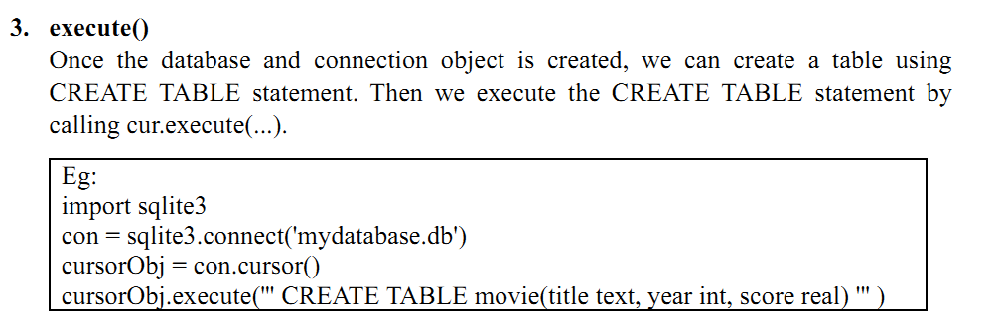 3. execute()
Once the database and connection object is created, we can create a table using
CREATE TABLE statement. Then we execute the CREATE TABLE statement by
calling cur.execute(...).
Eg:
import sqlite3
con = sqlite3.connect('mydatabase.db')
cursorObj = con.cursor()
cursorObj.execute(''' CREATE TABLE movie(title text, year int, score real) ''' )